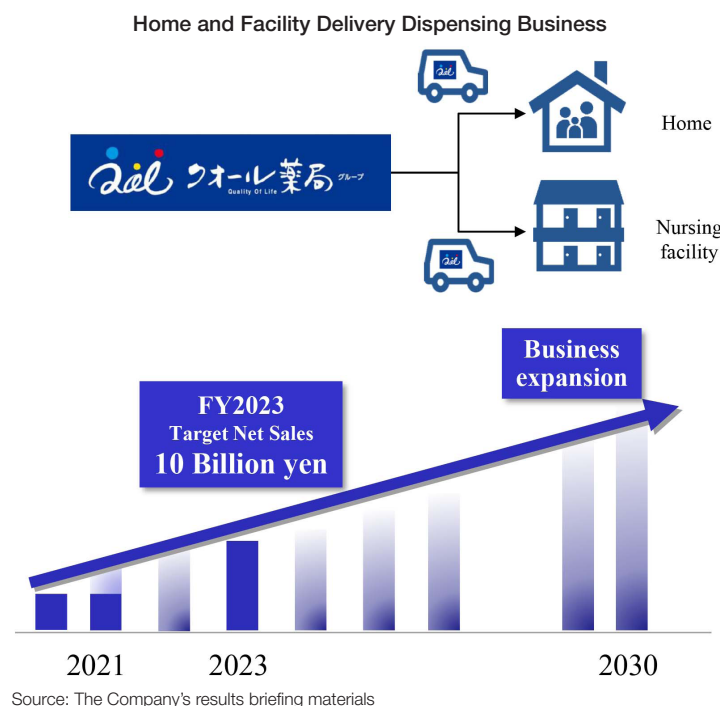 Home and Facility Delivery Dispensing Business
Qol
Home
Qol クオール薬局 グループ
Quality Of Life
Nursing
facility
Qol
Business
expansion
FY2023
Target Net Sales
10 Billion yen
2021 2023 2030
Source: The Company's results briefing materials